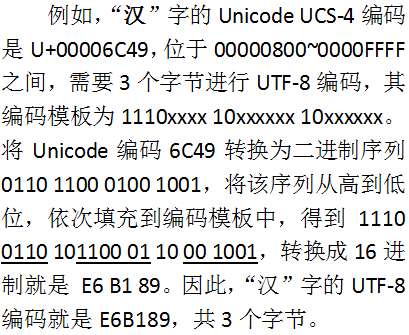 例如，“汉”字的 Unicode UCS-4 编码
是 U+00006C49，位于 00000800~0000FFFF
之间，需要 3 个字节进行 UTF-8 编码，其
编码模板为 1110xxxx 10xxxxxx 10xxxxxx。
将 Unicode 编码 6C49 转换为二进制序列
0110 1100 0100 1001，将该序列从高到低
位，依次填充到编码模板中，得到 1110
0110 101100 01 10 00 1001，转换成 16 进
制就是 E6 B1 89。因此，“汉”字的 UTF-8
编码就是 E6B189，共 3 个字节。